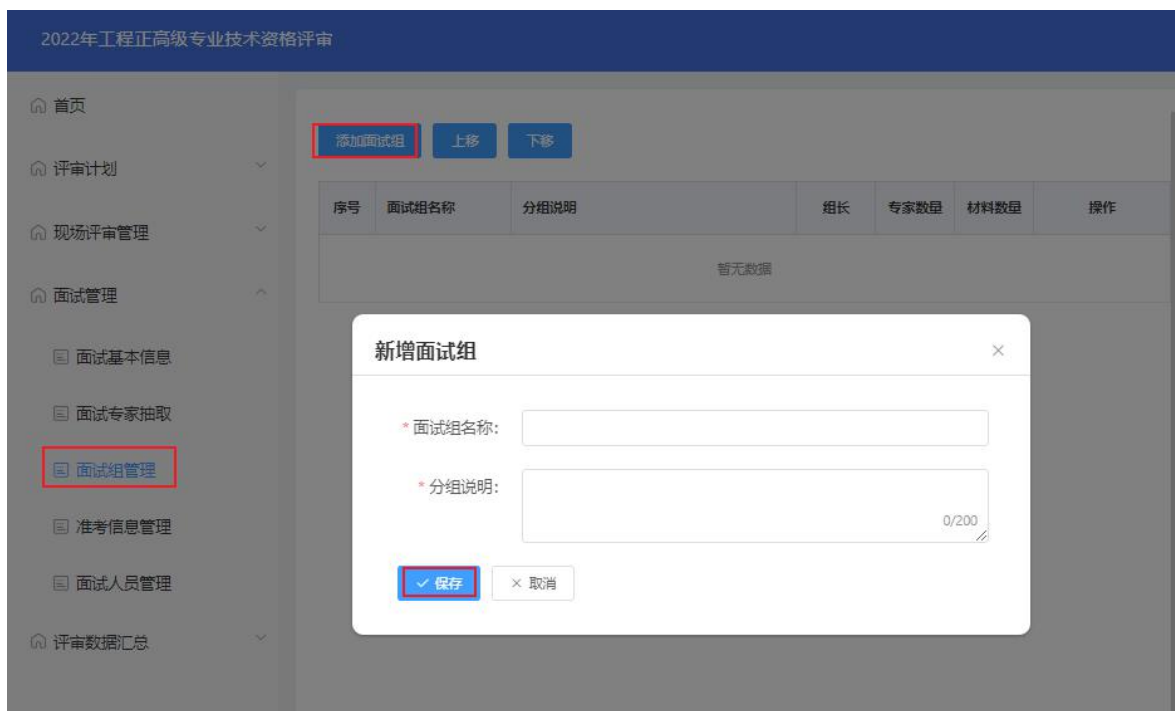 2022年工程正高级专业技术资格评审
首页
评审计划
现场评审管理
面试管理
面试基本信息
面试专家抽取
面试组管理
准考信息管理
面试人员管理
评审数据汇总
添加面试组 上移 下移
序号 面试组名称 分组说明 组长 专家数量 材料数量 操作
暂无数据
新增面试组
*面试组名称:
*分组说明:
0/200
保存 取消